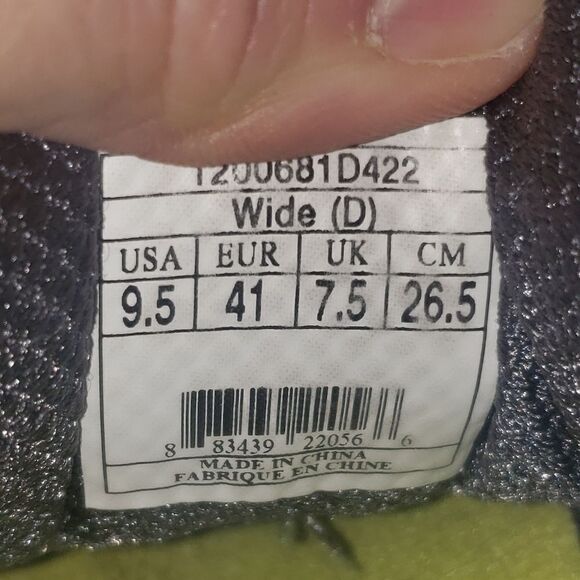 1200681D422
Wide (D)
USA EUR UK CM
9.5 41 7.5 26.5
8 83439 22056 6
MADE IN CHINA
FABRIQUE EN CHINE